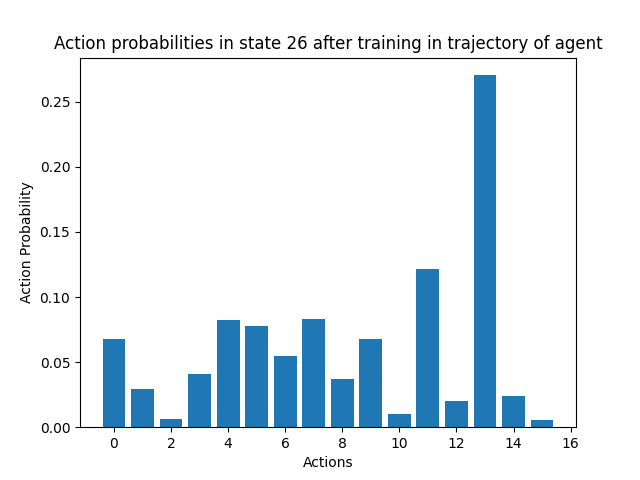 Action probabilities in state 26 after training in trajectory of agent
0.25
0.20
0.15
0.10
0.05
0.00
Action Probability
0 2 4 6 8 10 12 14 16
Actions